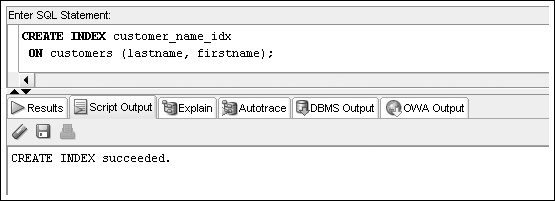 Enter SQL Statement:
CREATE INDEX customer_name_idx
ON customers (lastname, firstname);
Results Script Output Explain Autotrace DBMS Output OWA Output
CREATE INDEX succeeded.